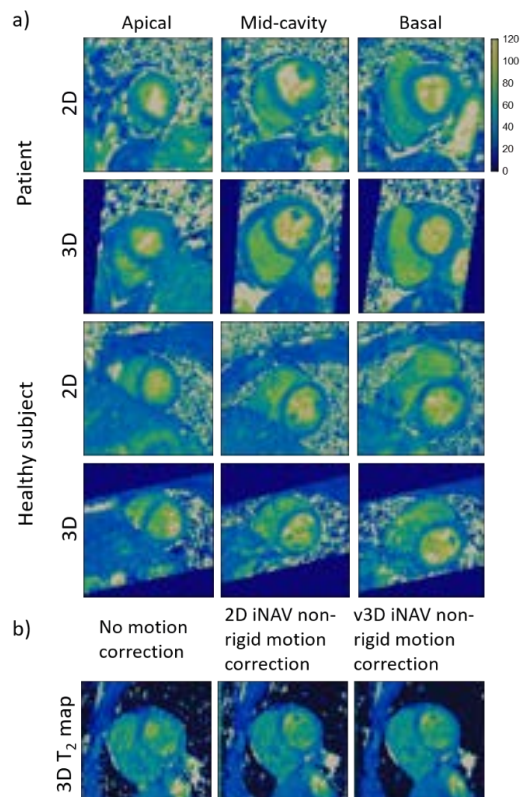 a)
Apical
Mid-cavity
Basal
Patient
2D
120
100
80
60
40
20
0
3D
Healthy subject
2D
3D
b)
No motion
correction
2D iNAV non-
rigid motion
correction
v3D iNAV non-
rigid motion
correction
3D T₂ map